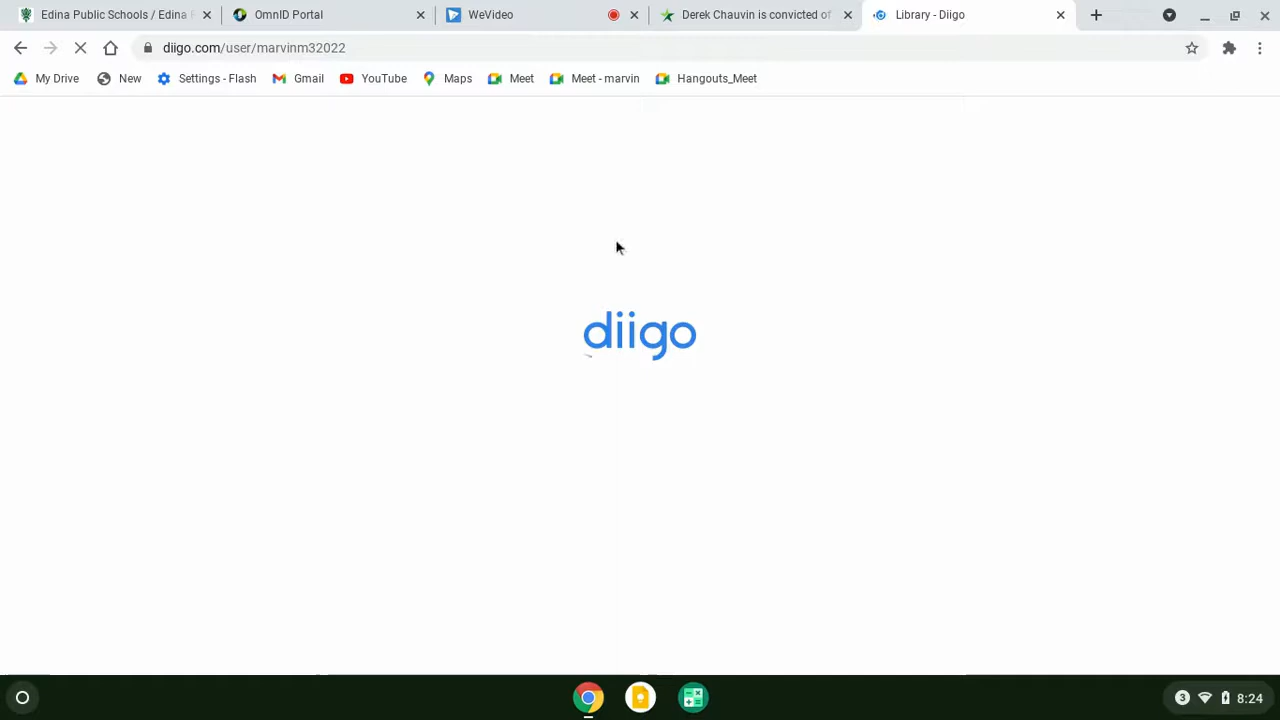 Edina Public Schools / Edina
OmnID Portal
WeVideo
Derek Chauvin is convicted of
Library - Diigo
diigo.com/user/marvinm32022
My Drive
New
Settings - Flash
Gmail
YouTube
Maps
Meet
Meet - marvin
Hangouts_Meet
diigo
3
8:24